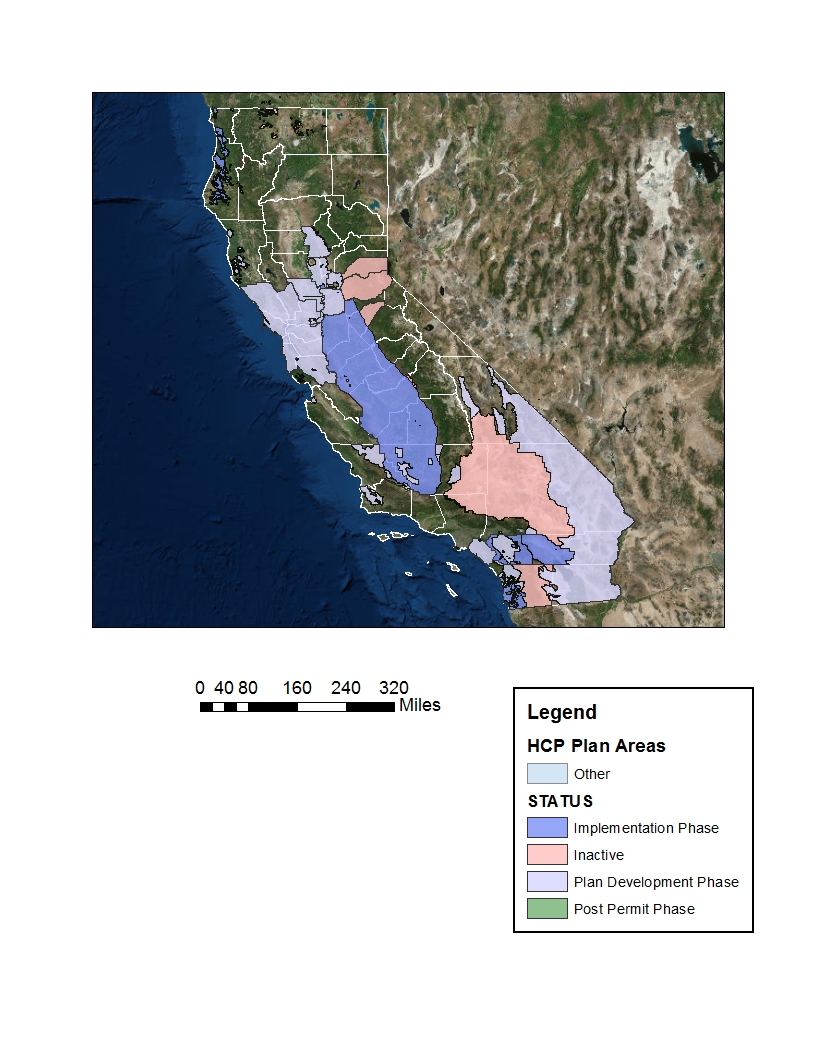 0 40 80 160 240 320
Miles
Legend
HCP Plan Areas
Other
STATUS
Implementation Phase
Inactive
Plan Development Phase
Post Permit Phase